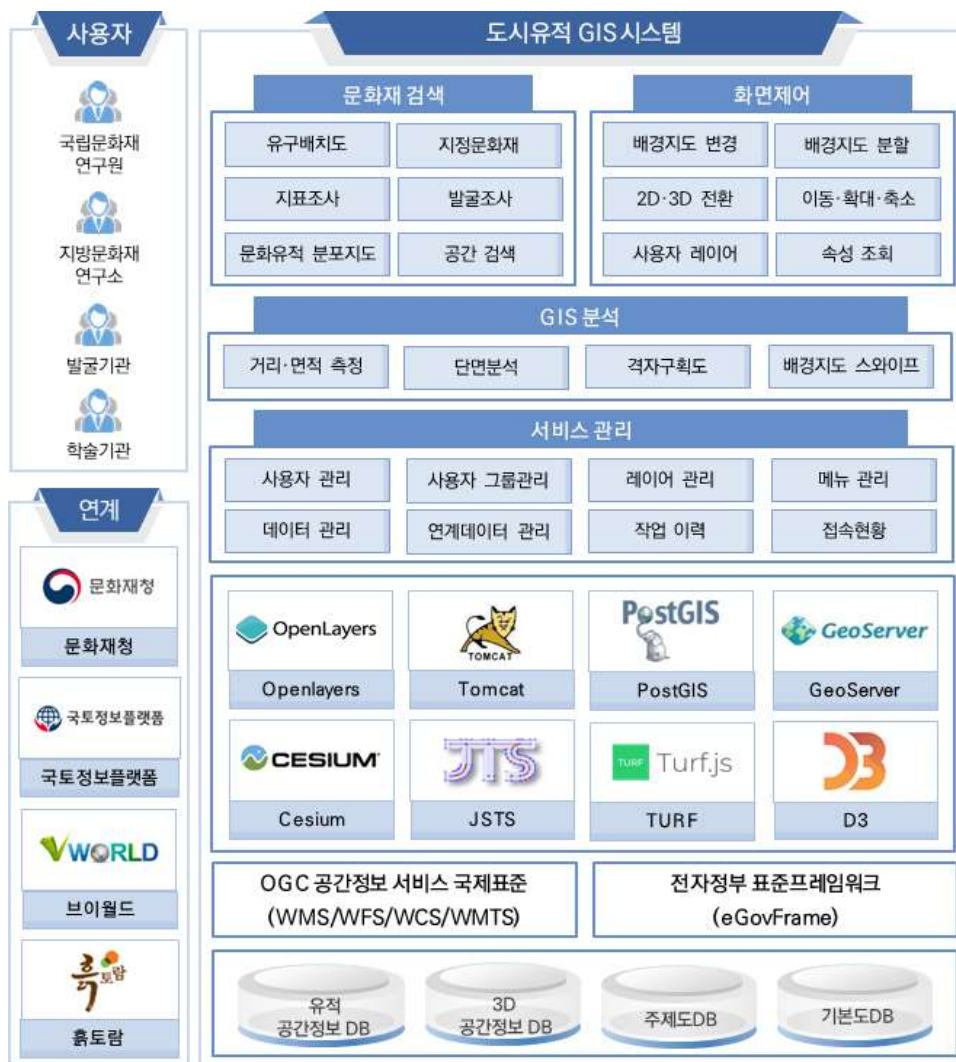 사용자
국립문화재
연구원
지방문화재
연구소
발굴기관
학술기관
연계
문화재청
문화재청
국토정보플랫폼
국토정보플랫폼
VWORLD
브이월드
흙토람
흙토람
도시유적 GIS 시스템
문화재 검색
유구배치도
지정문화재
지표조사
발굴조사
문화유적 분포지도
공간 검색
화면제어
배경지도 변경
배경지도 분할
2D·3D 전환
이동·확대·축소
사용자 레이어
속성 조회
GIS 분석
거리·면적 측정
단면분석
격자구획도
배경지도 스와이프
서비스 관리
사용자 관리
사용자 그룹관리
레이어 관리
메뉴 관리
데이터 관리
연계데이터 관리
작업 이력
접속현황
OpenLayers
Openlayers
TOMCAT
Tomcat
PostGIS
PostGIS
GeoServer
GeoServer
CESIUM
Cesium
JTS
JSTS
TURF
Turf.js
TURF
D3
D3
OGC 공간정보 서비스 국제표준
(WMS/WFS/WCS/WMTS)
전자정부 표준프레임워크
(eGovFrame)
유적
공간정보 DB
3D
공간정보 DB
주제도DB
기본도DB